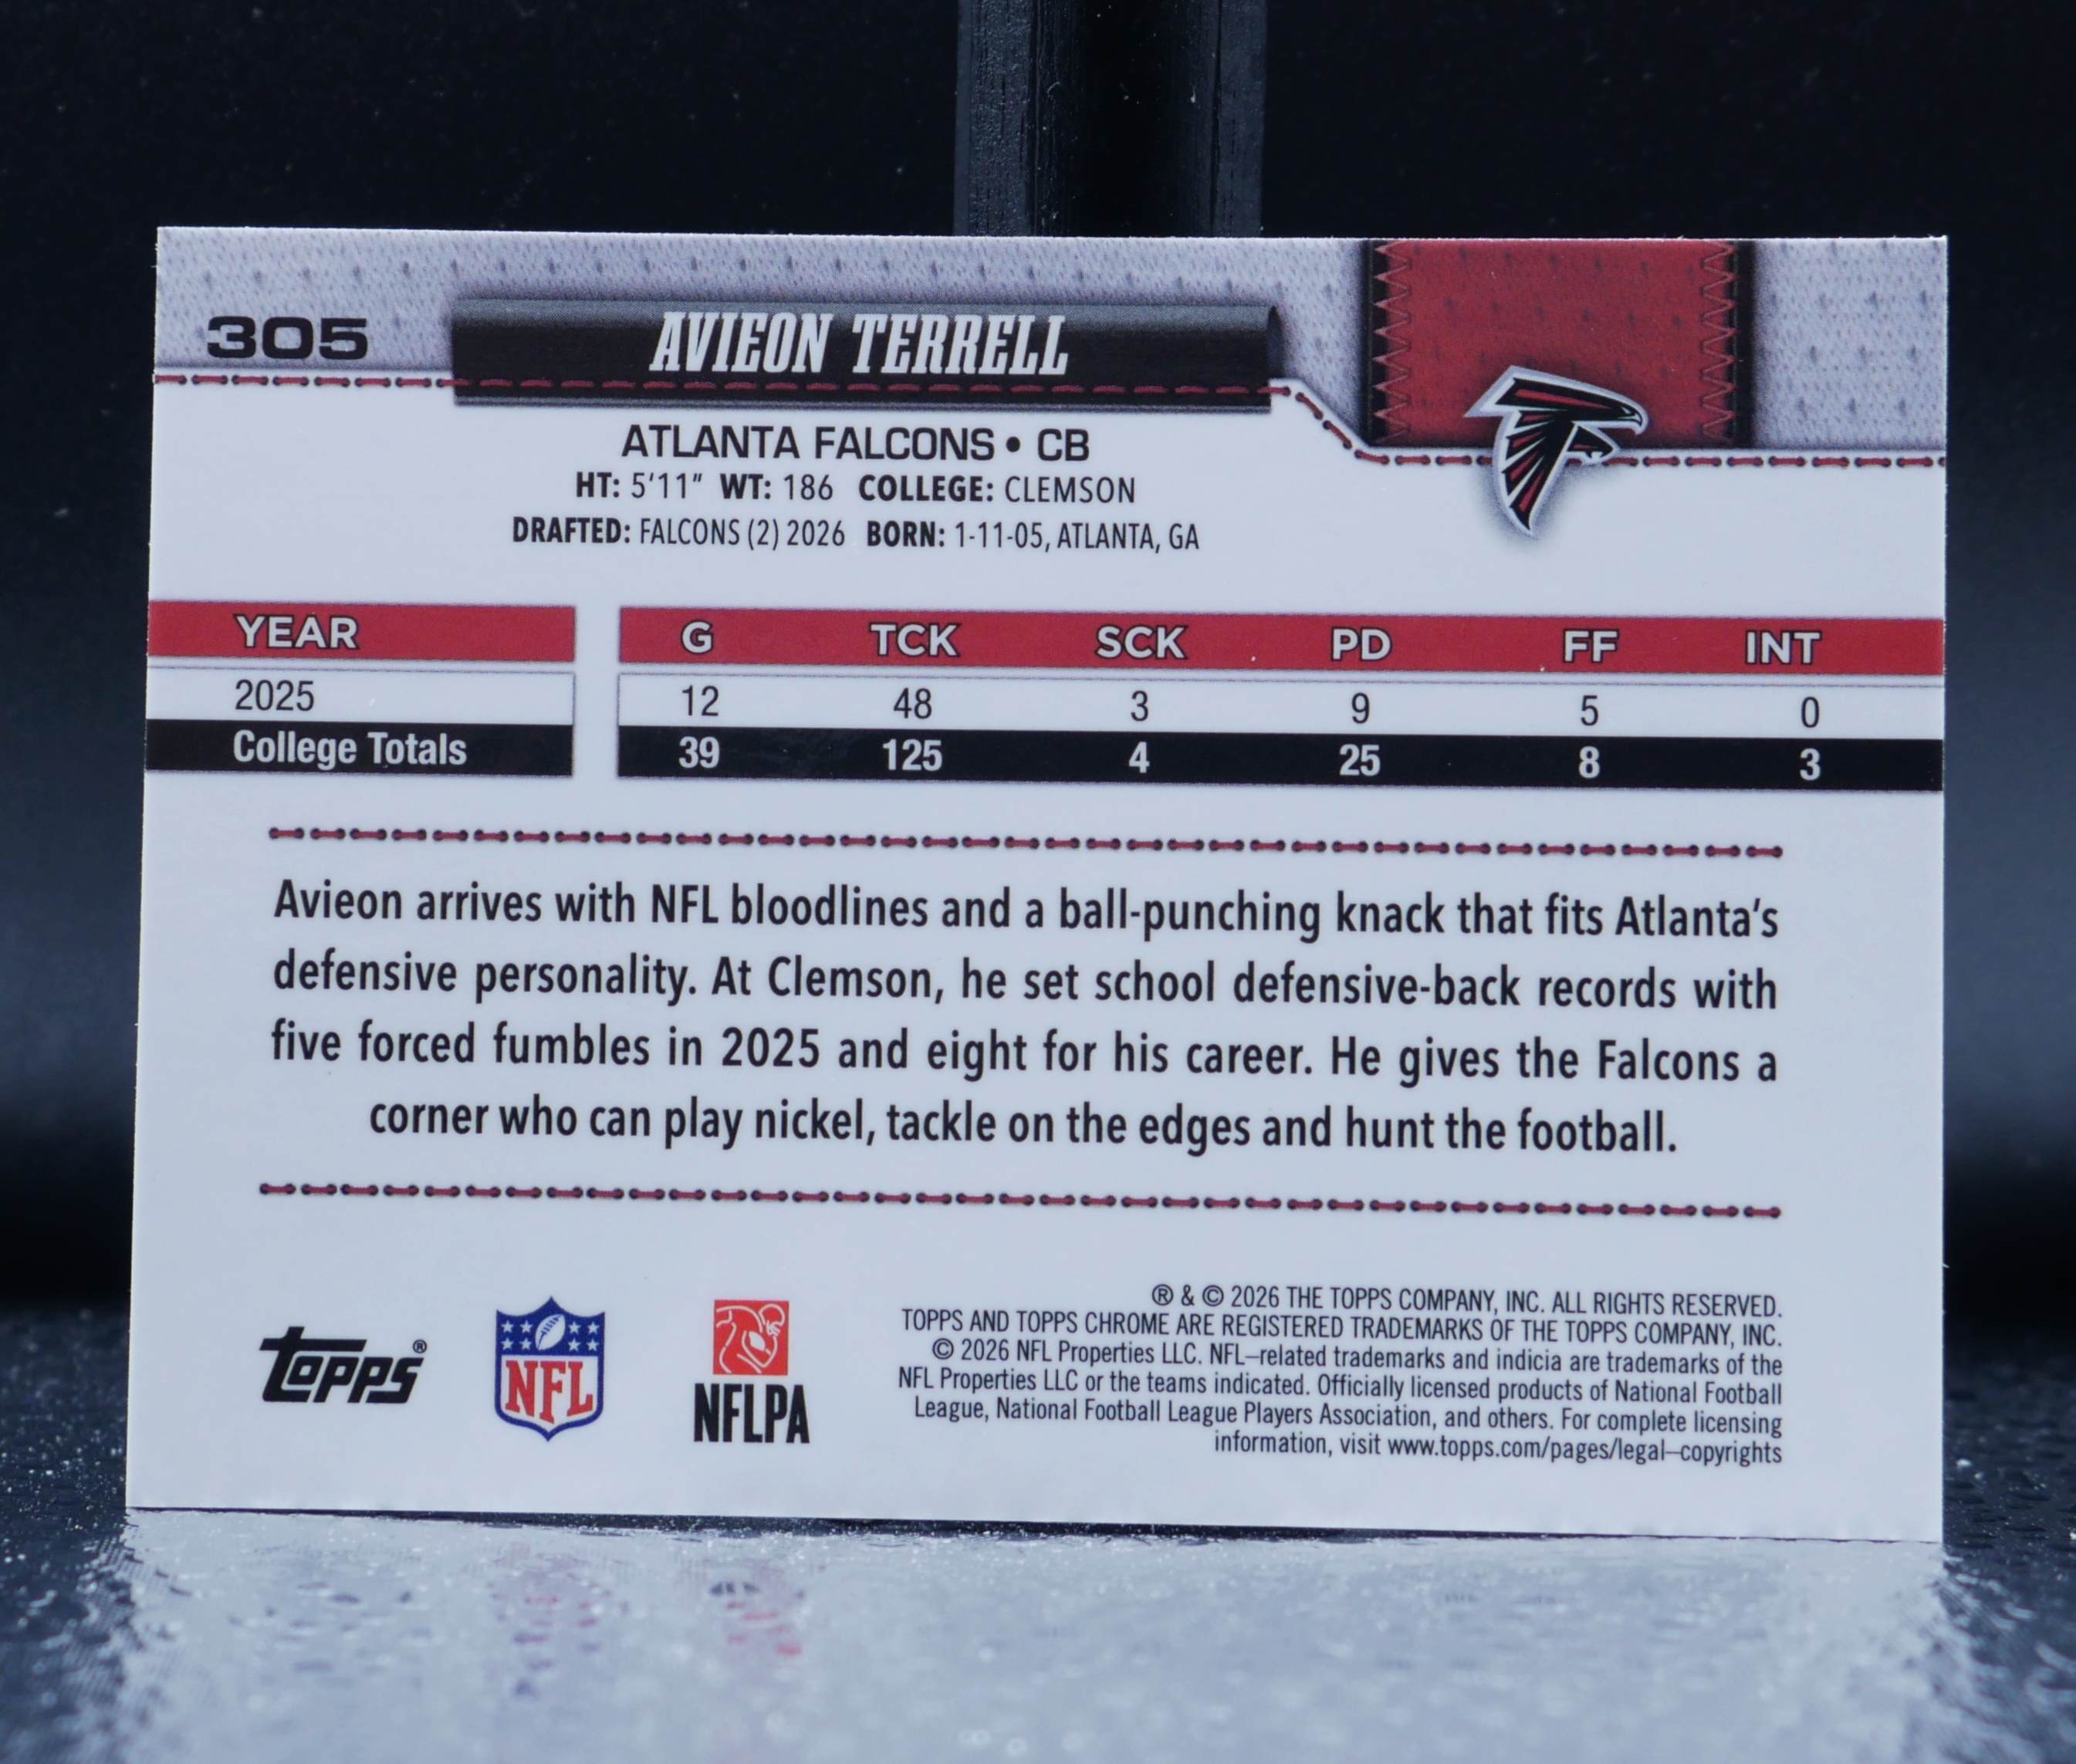 305
AVIEON TERRELL
ATLANTA FALCONS • CB
HT: 5'11" WT: 186 COLLEGE: CLEMSON
DRAFTED: FALCONS (2) 2026 BORN: 1-11-05, ATLANTA, GA
YEAR G TCK SCK PD FF INT
2025 12 48 3 9 5 0
College Totals 39 125 4 25 8 3
Avieon arrives with NFL bloodlines and a ball-punching knack that fits Atlanta's
defensive personality. At Clemson, he set school defensive-back records with
five forced fumbles in 2025 and eight for his career. He gives the Falcons a
corner who can play nickel, tackle on the edges and hunt the football.
topps®
NFL
NFLPA
® & © 2026 THE TOPPS COMPANY, INC. ALL RIGHTS RESERVED.
TOPPS AND TOPPS CHROME ARE REGISTERED TRADEMARKS OF THE TOPPS COMPANY, INC.
© 2026 NFL Properties LLC. NFL–related trademarks and indicia are trademarks of the
NFL Properties LLC or the teams indicated. Officially licensed products of National Football
League, National Football League Players Association, and others. For complete licensing
information, visit www.topps.com/pages/legal–copyrights